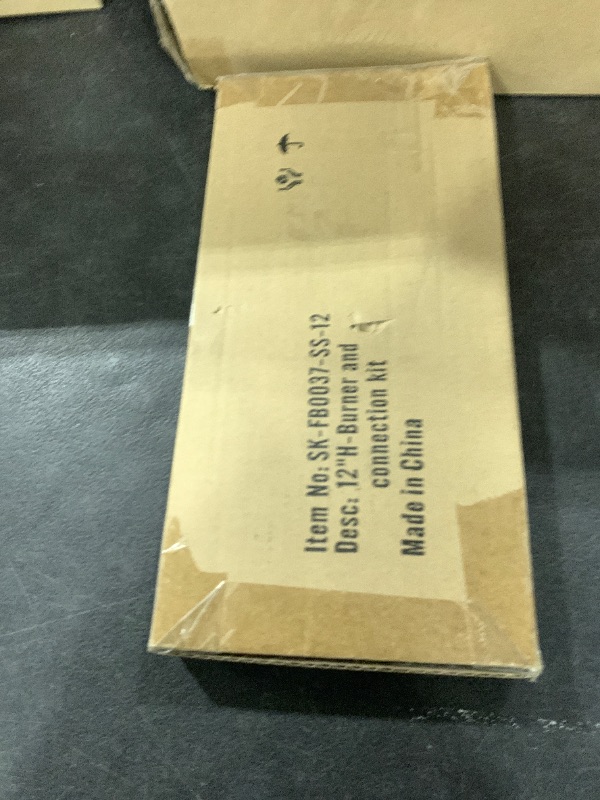 Item No: SK-FB0037-SS-12
Desc: 12"H-Burner and
connection kit
Made in China